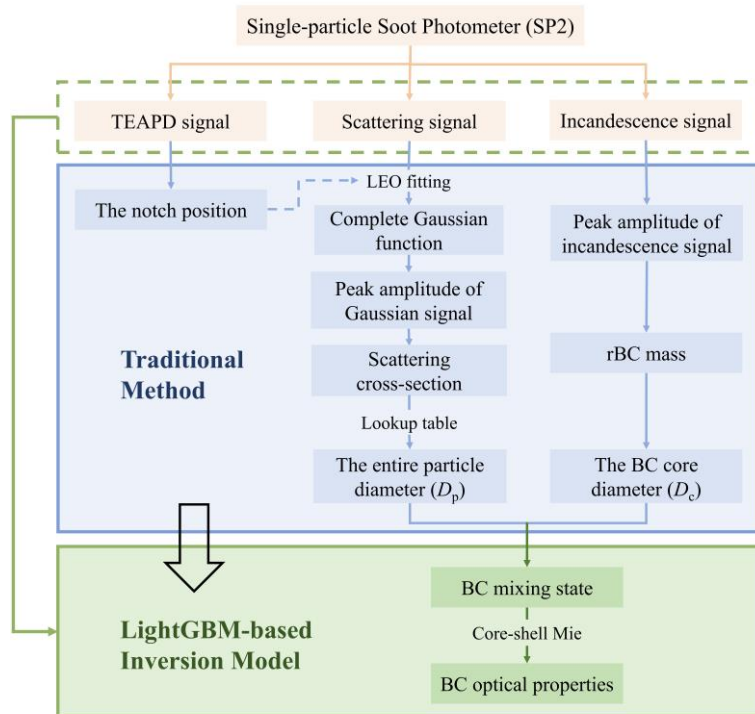 Single-particle Soot Photometer (SP2)
TEAPD signal
Scattering signal
Incandescence signal
The notch position
LEO fitting
Complete Gaussian
function
Peak amplitude of
incandescence signal
Peak amplitude of
Gaussian signal
Traditional
Method
Scattering
cross-section
rBC mass
Lookup table
The entire particle
diameter (Dp)
The BC core
diameter (Dc)
LightGBM-based
Inversion Model
BC mixing state
Core-shell Mie
BC optical properties